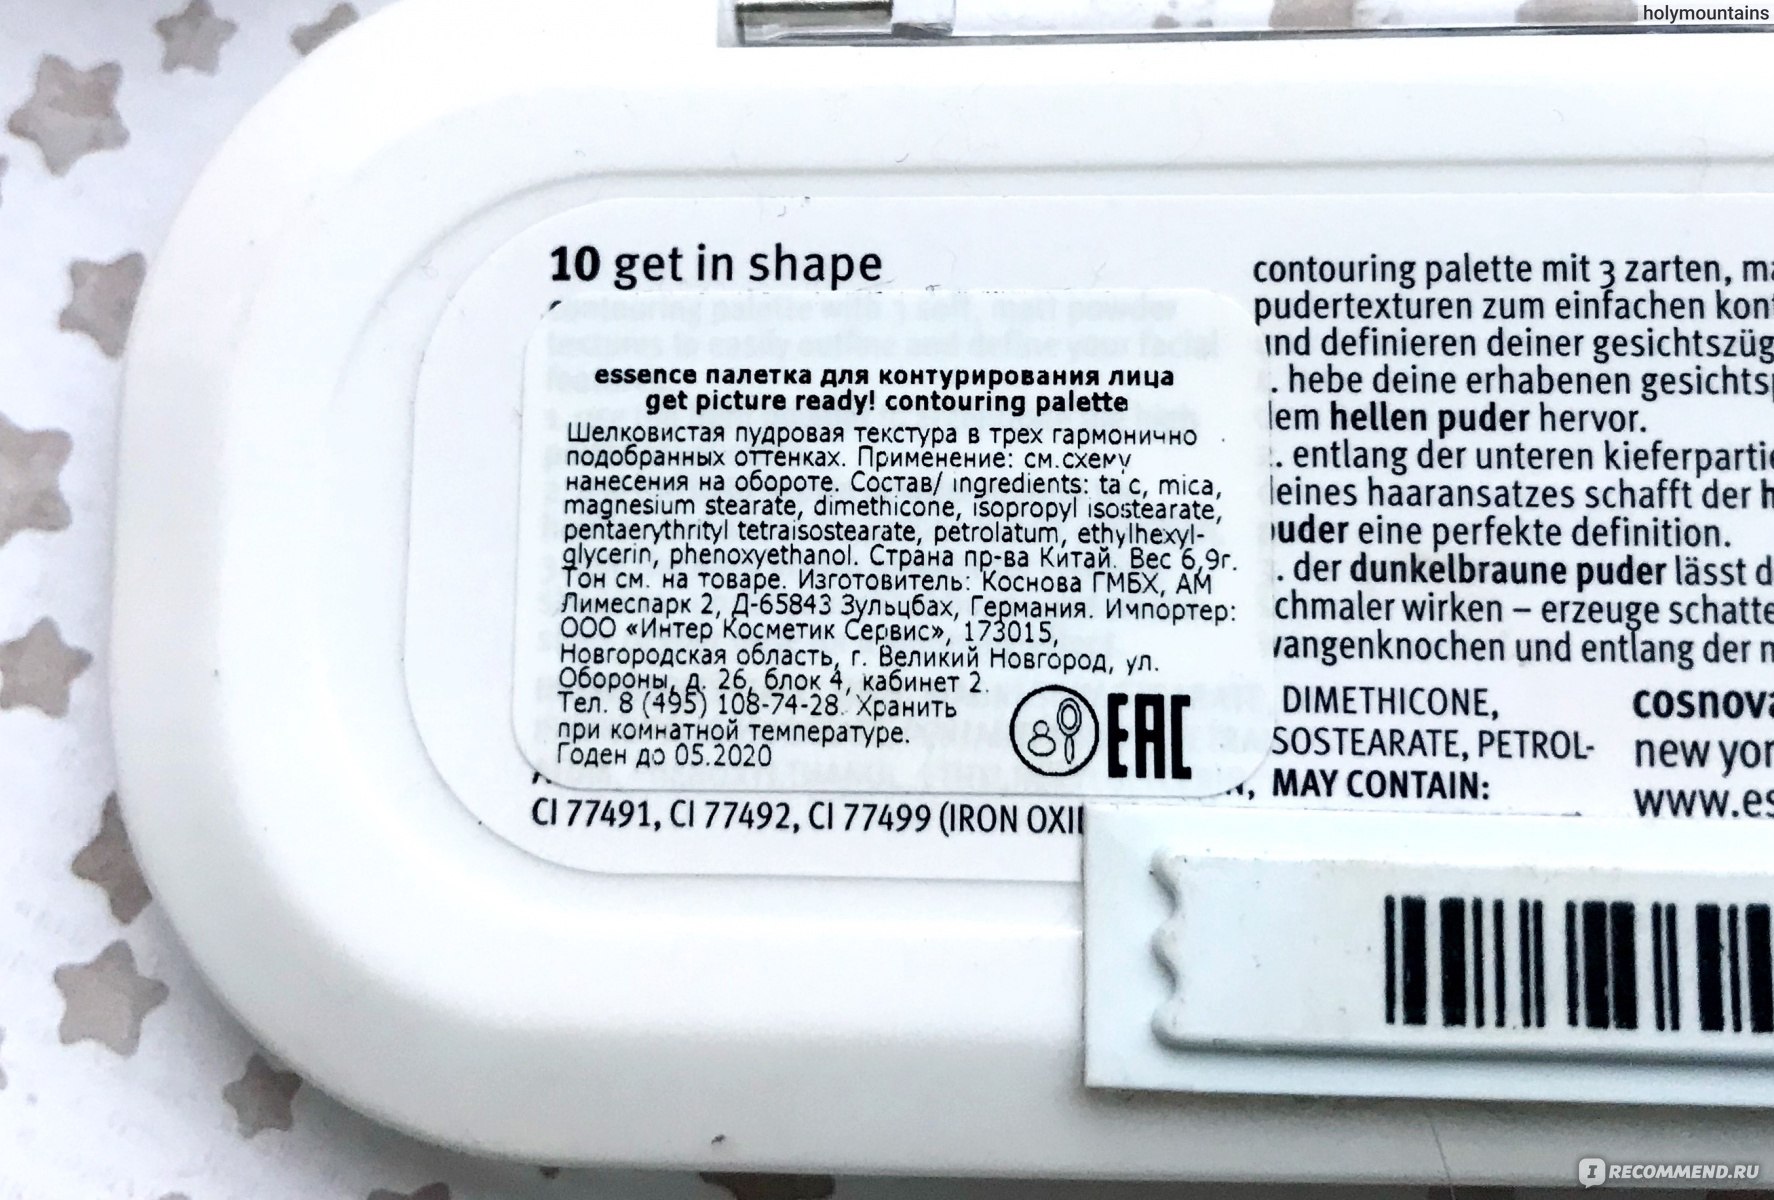 holymountains
10 get in shape
essence палетка для контурирования лица
get picture ready! contouring palette
Шелковистая пудровая текстура в трех гармонично
подобранных оттенках. Применение: см.схему
нанесения на обороте. Состав/ ingredients: ta c, mica,
magnesium stearate, dimethicone, isopropyl isostearate,
pentaerythrityl tetraisostearate, petrolatum, ethylhexyl-
glycerin, phenoxyethanol. Страна пр-ва Китай. Вес 6,9г.
Тон см. на товаре. Изготовитель: Коснова ГМБХ, АМ
Лимеспарк 2, Д-65843 Зульцбах, Германия. Импортер:
ООО «Интер Косметик Сервис», 173015,
Новгородская область, г. Великий Новгород, ул.
Обороны, д. 26, блок 4, кабинет 2.
Тел. 8 (495) 108-74-28. Хранить
при комнатной температуре.
Годен до 05.2020
EAC
contouring palette mit 3 zarten, ma
pudertexturen zum einfachen kon
und definieren deiner gesichtszüg
. hebe deine erhabenen gesichtsp
dem hellen puder hervor.
. entlang der unteren kieferparti
deines haaransatzes schafft der h
puder eine perfekte definition.
. der dunkelbraune puder lässt d
chmaler wirken – erzeuge schatte
wangenknochen und entlang der n
DIMETHICONE,
SOSTEARATE, PETROL-
MAY CONTAIN:
CI 77491, CI 77492, CI 77499 (IRON OXI
cosnova
new yor
www.es
IRECOMMEND.RU